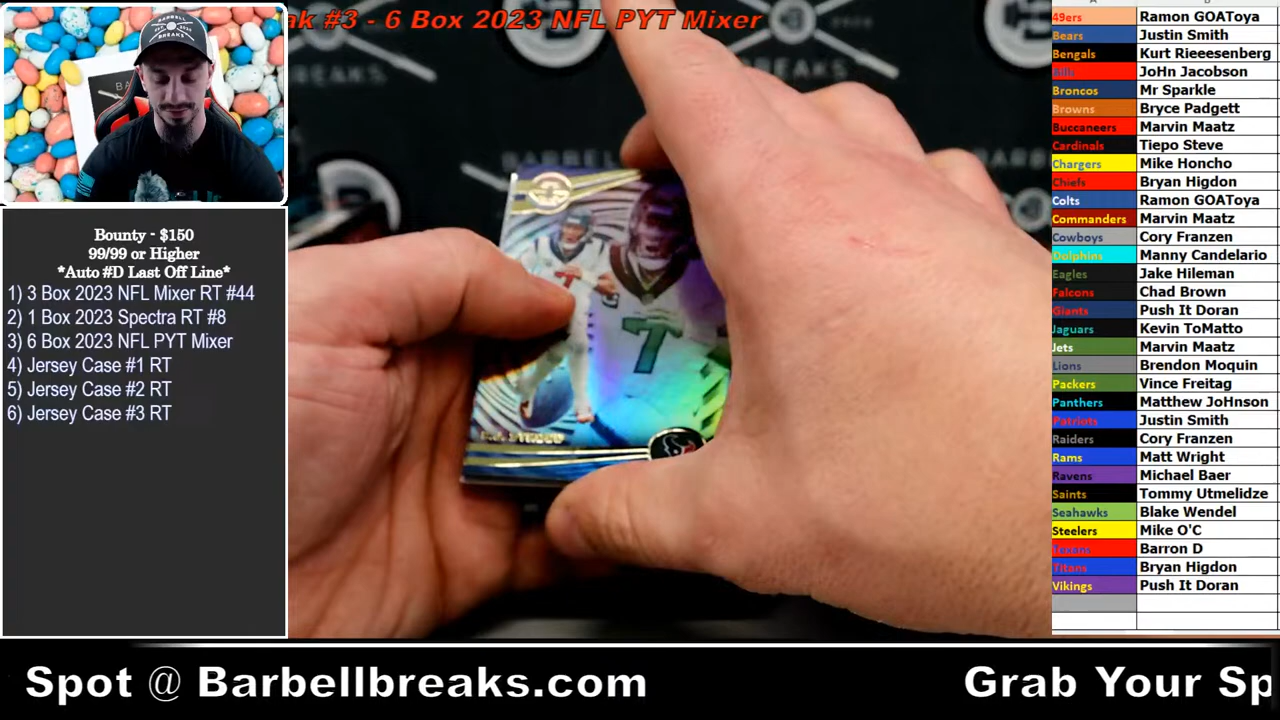 ak #3 - 6 Box 2023 NFL PYT Mixer
BREAKS
Bounty - $150
99/99 or Higher
*Auto #D Last Off Line*
1) 3 Box 2023 NFL Mixer RT #44
2) 1 Box 2023 Spectra RT #8
3) 6 Box 2023 NFL PYT Mixer
4) Jersey Case #1 RT
5) Jersey Case #2 RT
6) Jersey Case #3 RT
49ers Ramon GOAToya
Bears Justin Smith
Bengals Kurt Rieeesenberg
Bills JoHn Jacobson
Broncos Mr Sparkle
Browns Bryce Padgett
Buccaneers Marvin Maatz
Cardinals Tiepo Steve
Chargers Mike Honcho
Chiefs Bryan Higdon
Colts Ramon GOAToya
Commanders Marvin Maatz
Cowboys Cory Franzen
Dolphins Manny Candelario
Eagles Jake Hileman
Falcons Chad Brown
Giants Push It Doran
Jaguars Kevin ToMatto
Jets Marvin Maatz
Lions Brendon Moquin
Packers Vince Freitag
Panthers Matthew JoHnson
Patriots Justin Smith
Raiders Cory Franzen
Rams Matt Wright
Ravens Michael Baer
Saints Tommy Utmelidze
Seahawks Blake Wendel
Steelers Mike O'C
Texans Barron D
Titans Bryan Higdon
Vikings Push It Doran
Spot @ Barbellbreaks.com
Grab Your Sp